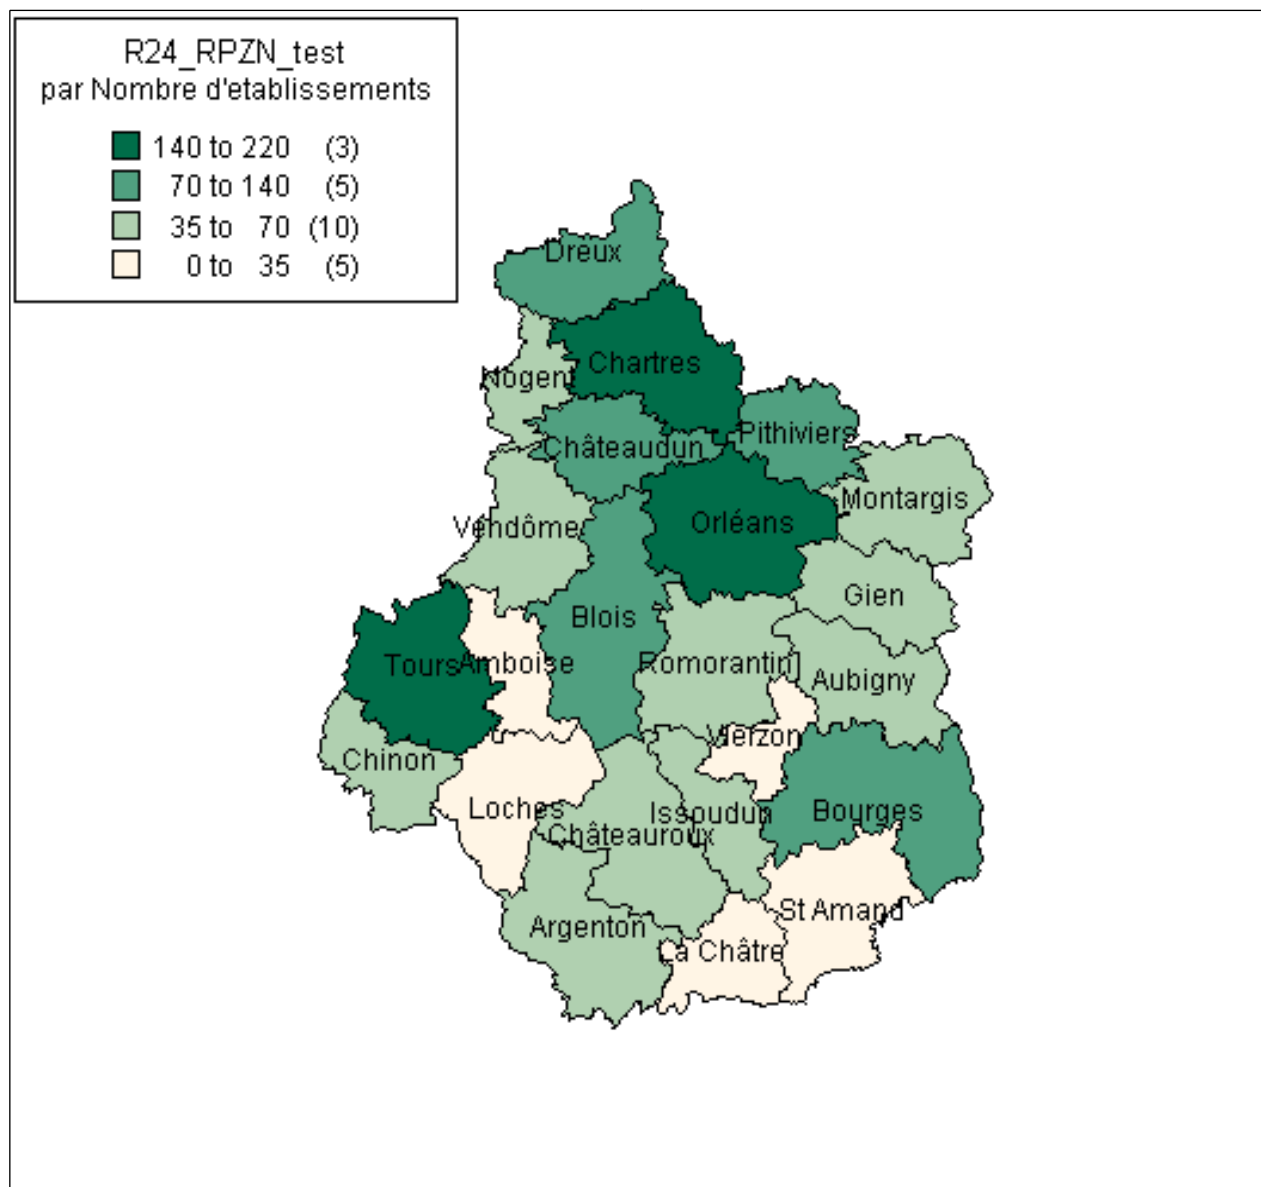 R24_RPZN_test
par Nombre d'etablissements
140 to 220 (3)
70 to 140 (5)
35 to 70 (10)
0 to 35 (5)
Dreux
Chartres
Nogent
Pithiviers
Châteaudun
Montargis
Orléans
Vendôme
Gien
Blois
Amboise
Romorantin]
Tours
Aubigny
Vierzon
Chinon
Loches
Issoudun
Bourges
Châteauroux
St Amand
Argenton
La Châtre